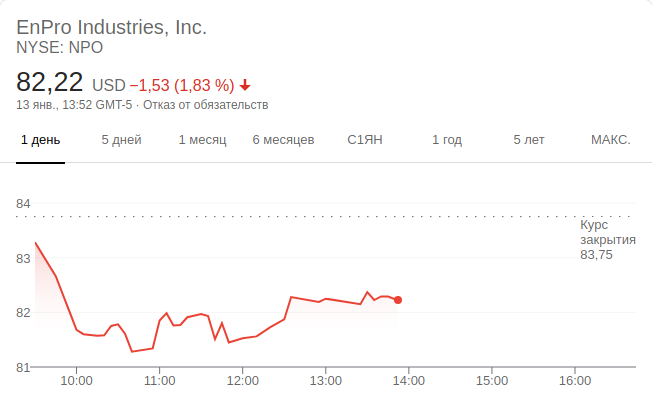 EnPro Industries, Inc.
NYSE: NPO
82,22 USD −1,53 (1,83 %)
13 янв., 13:52 GMT-5 · Отказ от обязательств
1 день 5 дней 1 месяц 6 месяцев С1ЯН 1 год 5 лет МАКС.
84
Курс
закрытия
83,75
83
82
81
10:00 11:00 12:00 13:00 14:00 15:00 16:00